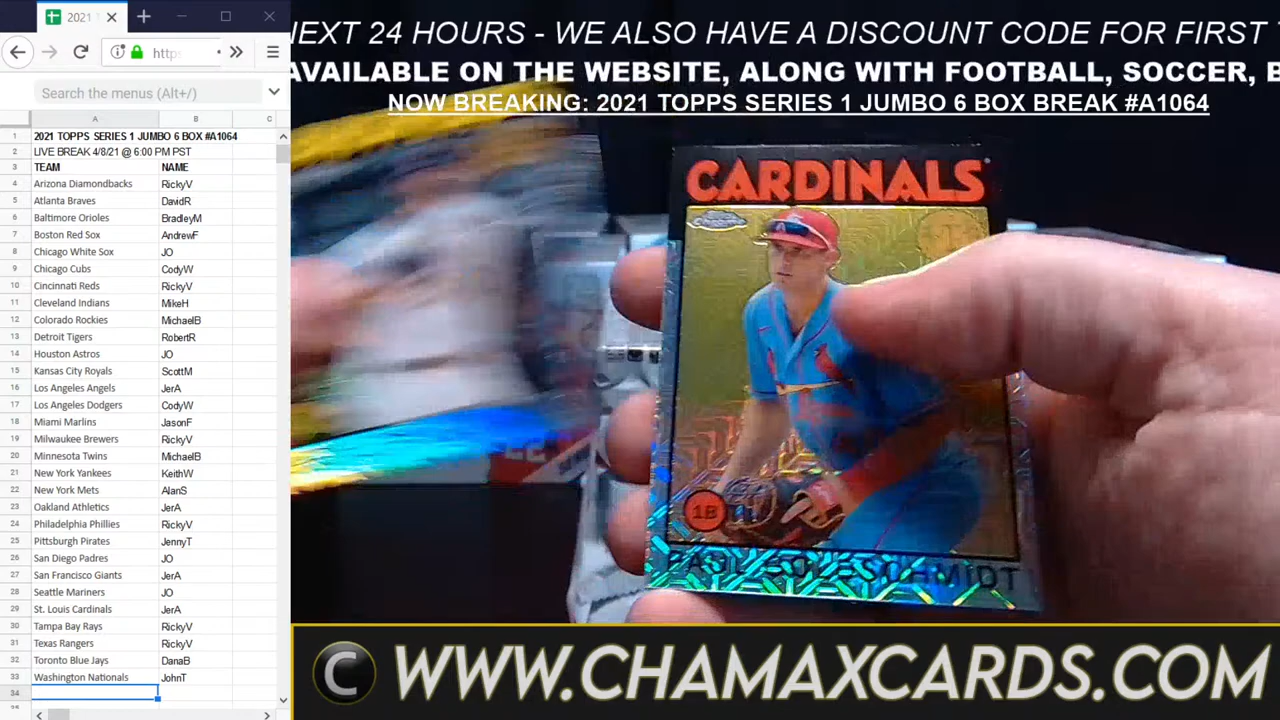 2021
https
Search the menus (Alt+/)
A B C
1 2021 TOPPS SERIES 1 JUMBO 6 BOX #A1064
2 LIVE BREAK 4/8/21 @ 6:00 PM PST
3 TEAM NAME
4 Arizona Diamondbacks RickyV
5 Atlanta Braves DavidR
6 Baltimore Orioles BradleyM
7 Boston Red Sox AndrewF
8 Chicago White Sox JO
9 Chicago Cubs CodyW
10 Cincinnati Reds RickyV
11 Cleveland Indians MikeH
12 Colorado Rockies MichaelB
13 Detroit Tigers RobertR
14 Houston Astros JO
15 Kansas City Royals ScottM
16 Los Angeles Angels JerA
17 Los Angeles Dodgers CodyW
18 Miami Marlins JasonF
19 Milwaukee Brewers RickyV
20 Minnesota Twins MichaelB
21 New York Yankees KeithW
22 New York Mets AlanS
23 Oakland Athletics JerA
24 Philadelphia Phillies RickyV
25 Pittsburgh Pirates JennyT
26 San Diego Padres JO
27 San Francisco Giants JerA
28 Seattle Mariners JO
29 St. Louis Cardinals JerA
30 Tampa Bay Rays RickyV
31 Texas Rangers RickyV
32 Toronto Blue Jays DanaB
33 Washington Nationals JohnT
34
NEXT 24 HOURS - WE ALSO HAVE A DISCOUNT CODE FOR FIRST
AVAILABLE ON THE WEBSITE, ALONG WITH FOOTBALL, SOCCER, B
NOW BREAKING: 2021 TOPPS SERIES 1 JUMBO 6 BOX BREAK #A1064
CARDINALS
Topps Chrome
1B
PAUL GOLDSCHMIDT
C WWW.CHAMAXCARDS.COM